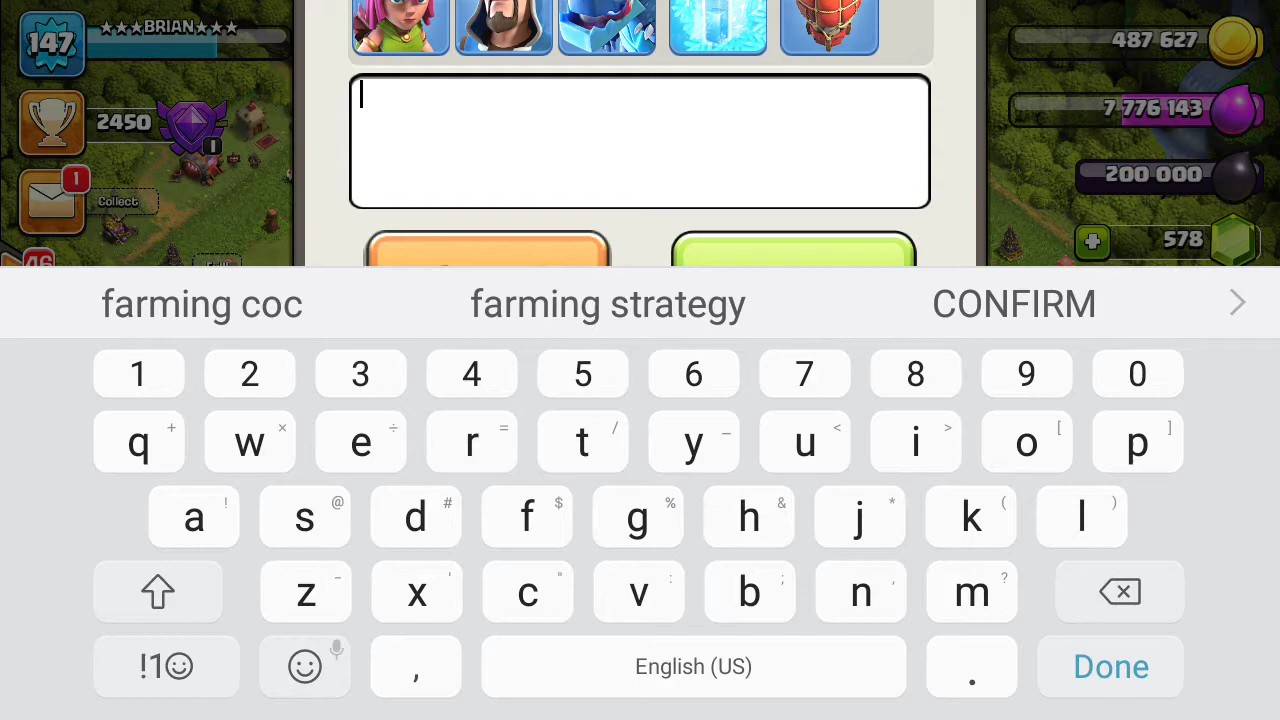 147
★★★BRIAN★★★
487 627
2450
I
7 776 143
1
Collect
200 000
578
46
farming coc farming strategy CONFIRM
1 2 3 4 5 6 7 8 9 0
q + w × e ÷ r = t / y _ u < i > o [ p ]
a ! s @ d # f $ g % h & j * k ( l )
z - x ' c " v : b ; n , m ?
!1☺ , English (US) . Done